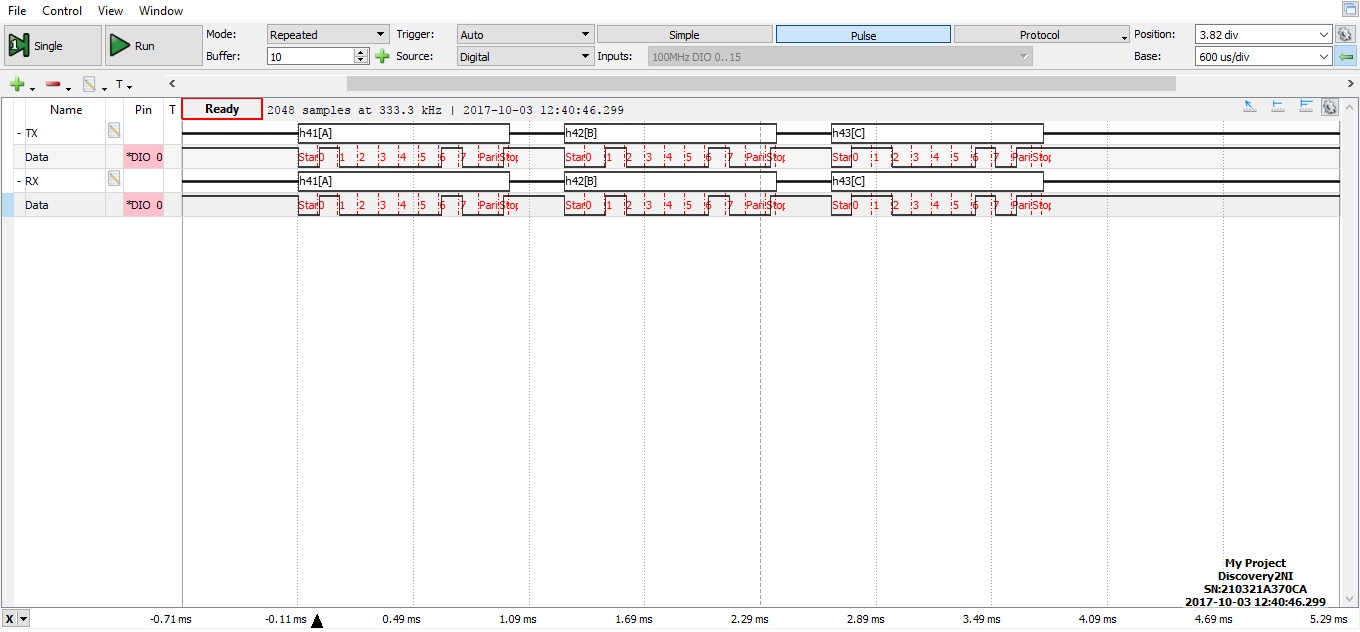 File Control View Window
Single Run Mode: Repeated Trigger: Auto Simple Pulse Protocol Position: 3.82 div
Buffer: 10 Source: Digital Inputs: 100MHz DIO 0..15 Base: 600 us/div
T
Name Pin T Ready 2048 samples at 333.3 kHz | 2017-10-03 12:40:46.299
- TX h41[A] h42[B] h43[C]
Data *DIO 0 Star 0 1 2 3 4 5 6 7 Pari Stop Star 0 1 2 3 4 5 6 7 Pari Stop Star 0 1 2 3 4 5 6 7 Pari Stop
- RX h41[A] h42[B] h43[C]
Data *DIO 0 Star 0 1 2 3 4 5 6 7 Pari Stop Star 0 1 2 3 4 5 6 7 Pari Stop Star 0 1 2 3 4 5 6 7 Pari Stop
My Project
Discovery2NI
SN:210321A370CA
2017-10-03 12:40:46.299
X -0.71 ms -0.11 ms 0.49 ms 1.09 ms 1.69 ms 2.29 ms 2.89 ms 3.49 ms 4.09 ms 4.69 ms 5.29 ms